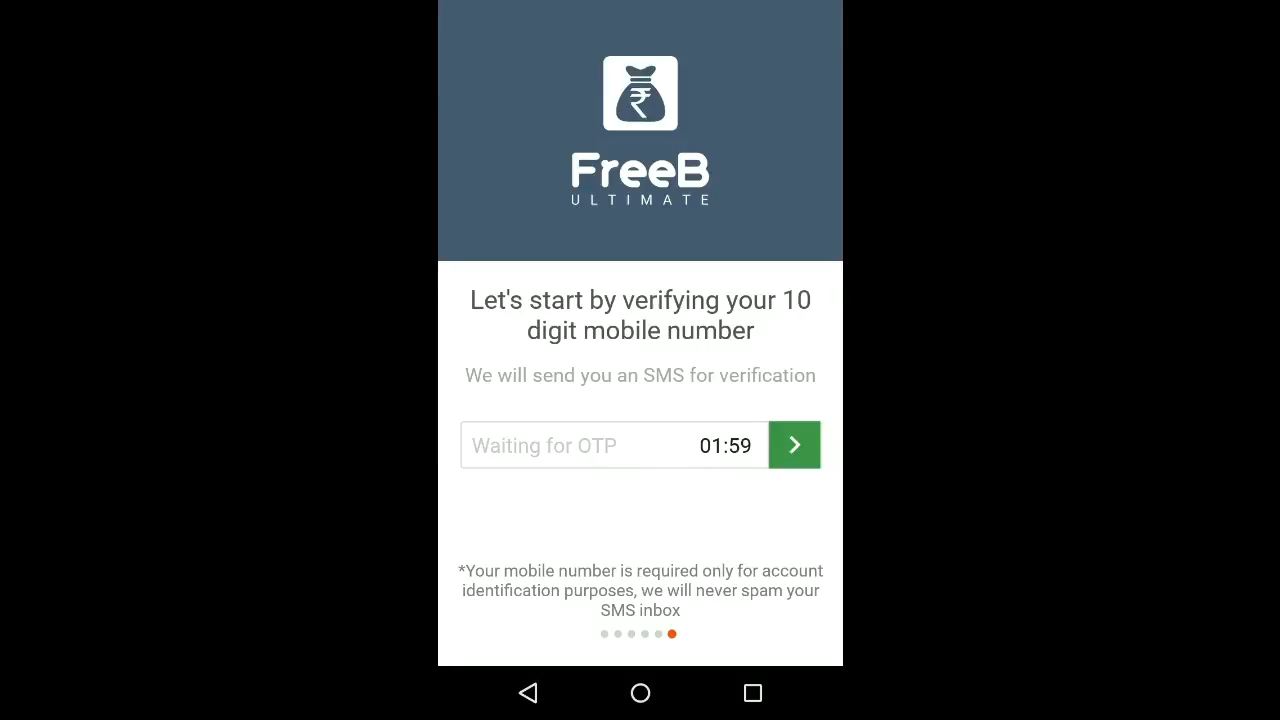 ₹
FreeB
ULTIMATE
Let's start by verifying your 10
digit mobile number
We will send you an SMS for verification
Waiting for OTP 01:59
*Your mobile number is required only for account
identification purposes, we will never spam your
SMS inbox